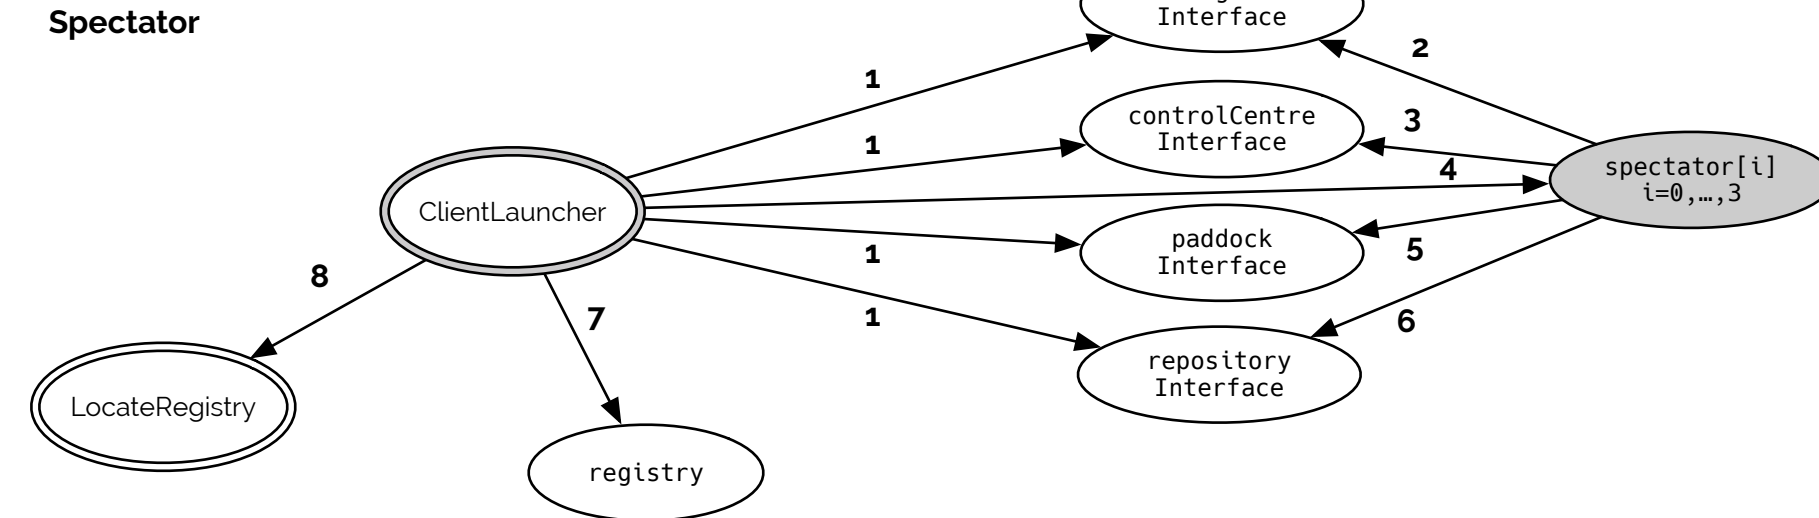 Spectator
Interface
2
1
controlCentre
Interface
3
1
4
spectator[i]
i=0,…,3
ClientLauncher
paddock
Interface
5
1
8
7
1
6
repository
Interface
LocateRegistry
registry